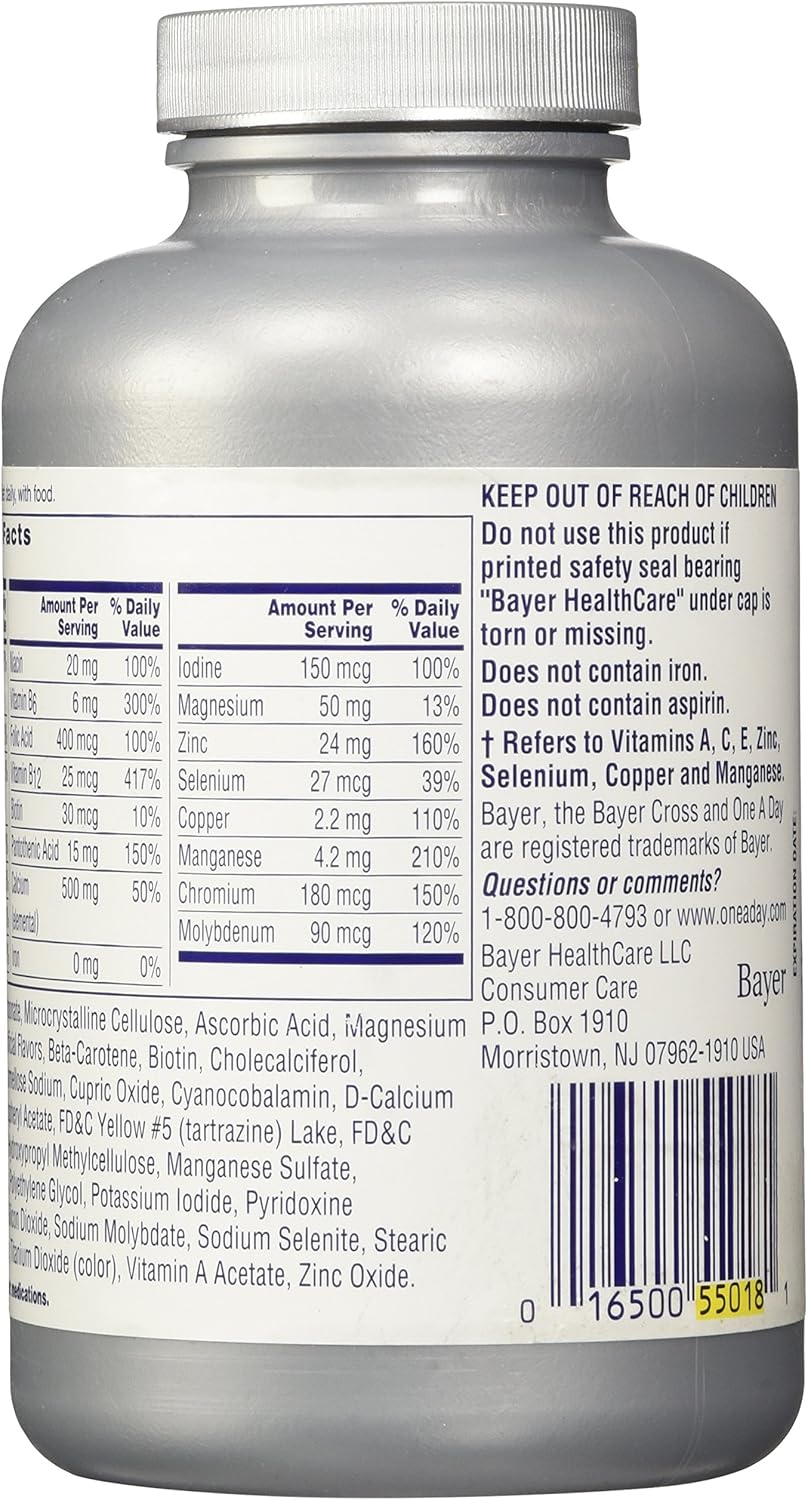 daily, with food.
Facts
Amount Per Serving % Daily Value
20 mg 100%
Vitamin B6 6 mg 300%
Folic Acid 400 mcg 100%
Vitamin B12 25 mcg 417%
Biotin 30 mcg 10%
Pantothenic Acid 15 mg 150%
Calcium 500 mg 50%
(elemental)
0 mg 0%
Amount Per Serving % Daily Value
Iodine 150 mcg 100%
Magnesium 50 mg 13%
Zinc 24 mg 160%
Selenium 27 mcg 39%
Copper 2.2 mg 110%
Manganese 4.2 mg 210%
Chromium 180 mcg 150%
Molybdenum 90 mcg 120%
Microcrystalline Cellulose, Ascorbic Acid, Magnesium
Flavors, Beta-Carotene, Biotin, Cholecalciferol,
Sodium, Cupric Oxide, Cyanocobalamin, D-Calcium
Acetate, FD&C Yellow #5 (tartrazine) Lake, FD&C
Methylcellulose, Manganese Sulfate,
Glycol, Potassium Iodide, Pyridoxine
Dioxide, Sodium Molybdate, Sodium Selenite, Stearic
Dioxide (color), Vitamin A Acetate, Zinc Oxide.
medications.
KEEP OUT OF REACH OF CHILDREN
Do not use this product if
printed safety seal bearing
"Bayer HealthCare" under cap is
torn or missing.
Does not contain iron.
Does not contain aspirin.
† Refers to Vitamins A, C, E, Zinc,
Selenium, Copper and Manganese.
Bayer, the Bayer Cross and One A Day
are registered trademarks of Bayer.
Questions or comments?
1-800-800-4793 or www.oneaday.com
Bayer HealthCare LLC
Consumer Care
P.O. Box 1910
Morristown, NJ 07962-1910 USA
Bayer
EXPIRATION DATE:
0 16500 55018 1